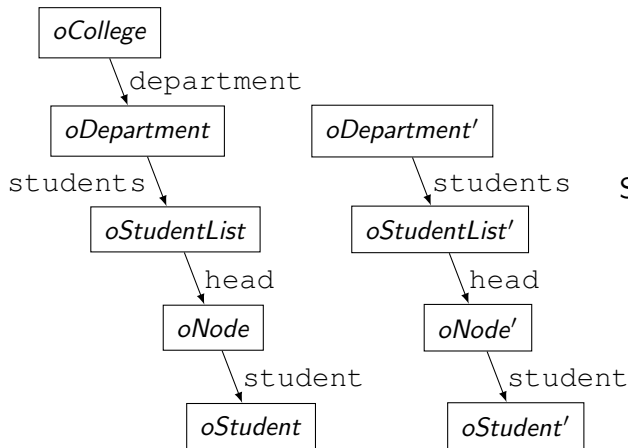 oCollege
department
oDepartment oDepartment′
students students S
oStudentList oStudentList′
head head
oNode oNode′
student student
oStudent oStudent′